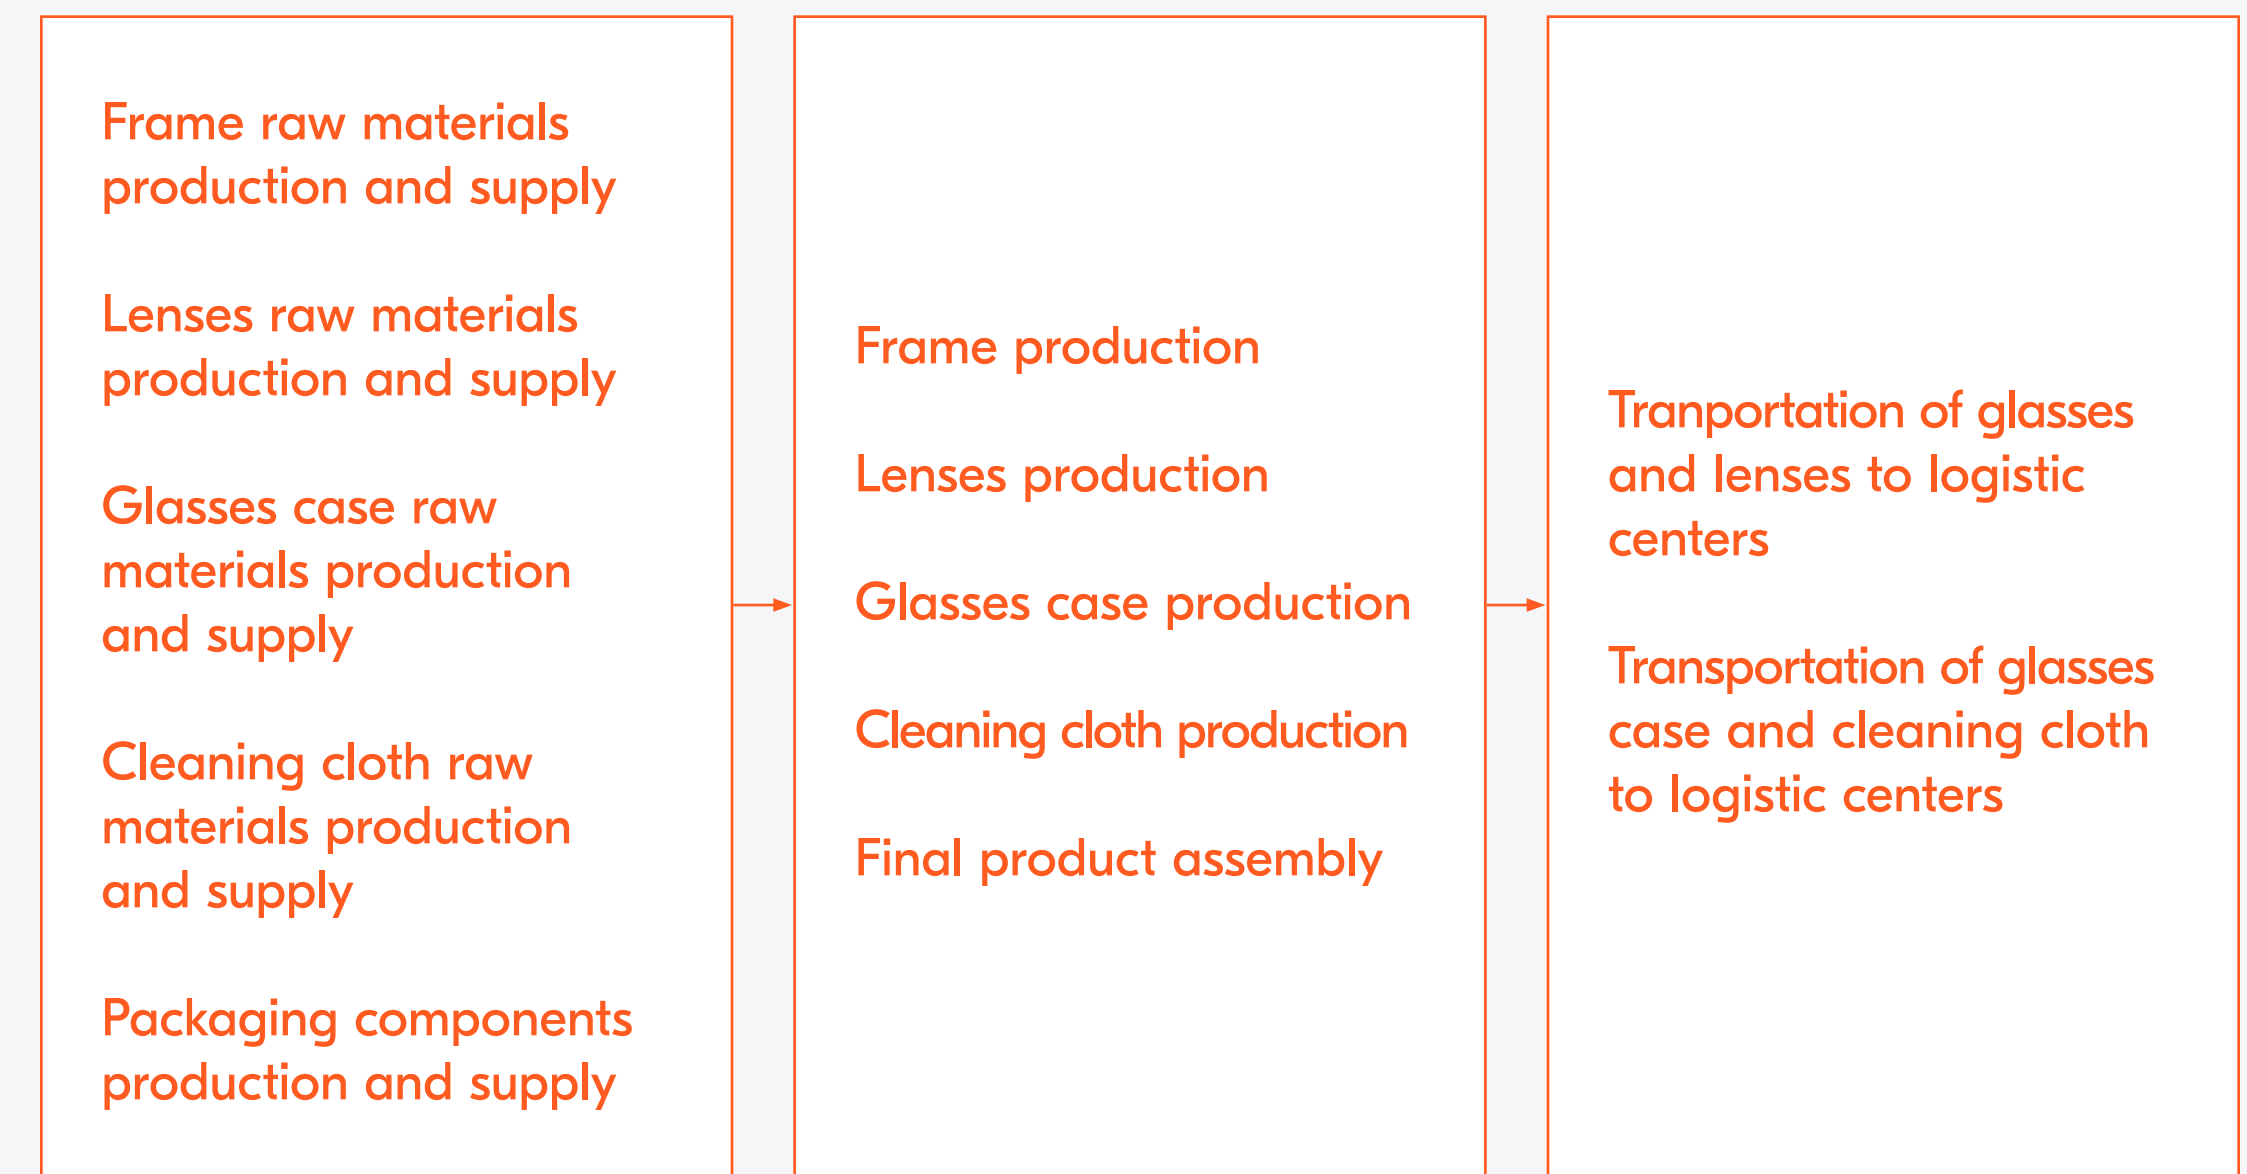 Frame raw materials
production and supply
Lenses raw materials
production and supply
Glasses case raw
materials production
and supply
Cleaning cloth raw
materials production
and supply
Packaging components
production and supply
Frame production
Lenses production
Glasses case production
Cleaning cloth production
Final product assembly
Tranportation of glasses
and lenses to logistic
centers
Transportation of glasses
case and cleaning cloth
to logistic centers